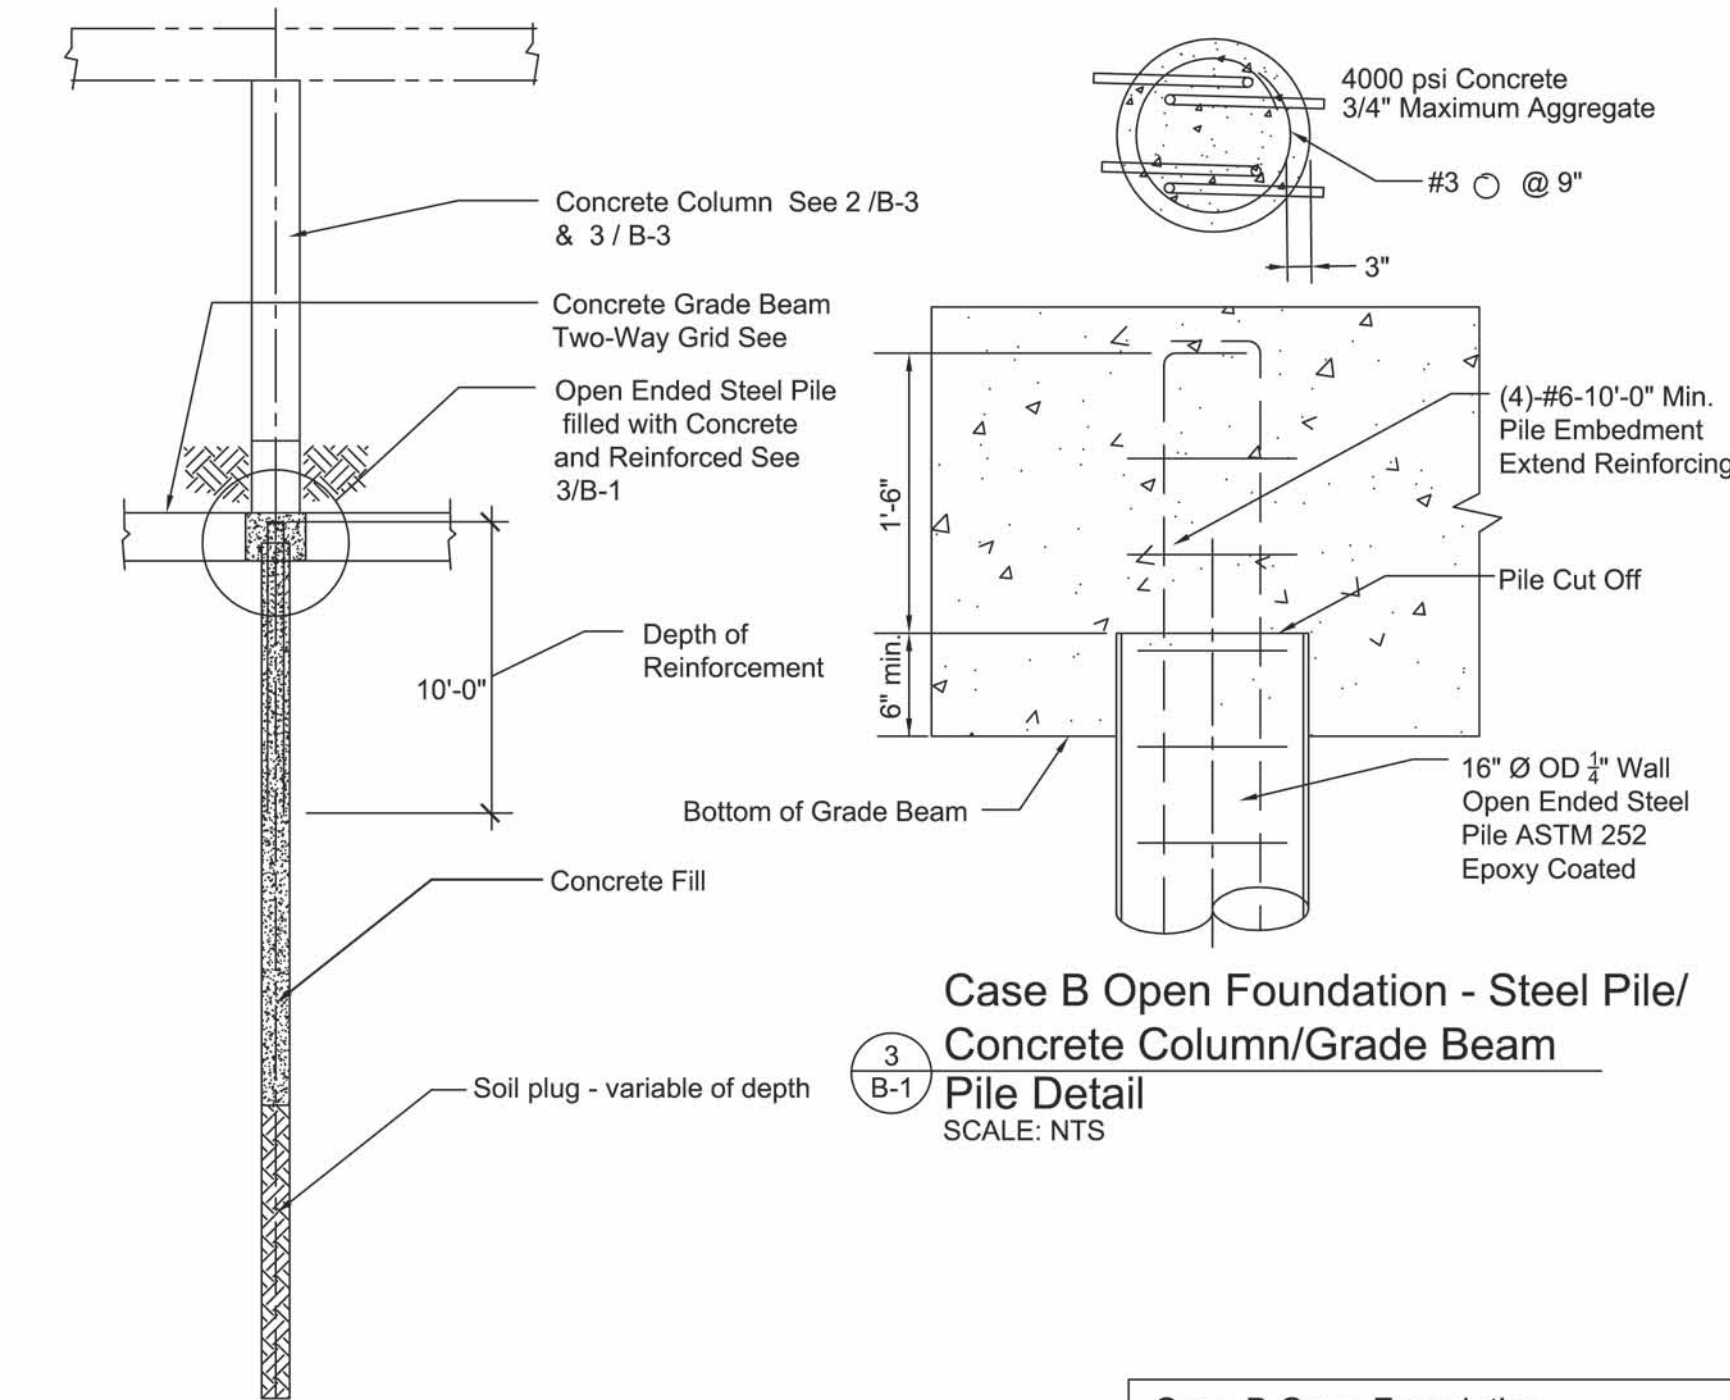 Concrete Column See 2 /B-3
& 3 / B-3
Concrete Grade Beam
Two-Way Grid See
Open Ended Steel Pile
filled with Concrete
and Reinforced See
3/B-1
Depth of
Reinforcement
10'-0"
Concrete Fill
Soil plug - variable of depth
4000 psi Concrete
3/4" Maximum Aggregate
#3 @ 9"
3"
1'-6"
6" min.
(4)-#6-10'-0" Min.
Pile Embedment
Extend Reinforcing
Pile Cut Off
Bottom of Grade Beam
16" Ø OD 1/4" Wall
Open Ended Steel
Pile ASTM 252
Epoxy Coated
3
B-1
Case B Open Foundation - Steel Pile/
Concrete Column/Grade Beam
Pile Detail
SCALE: NTS